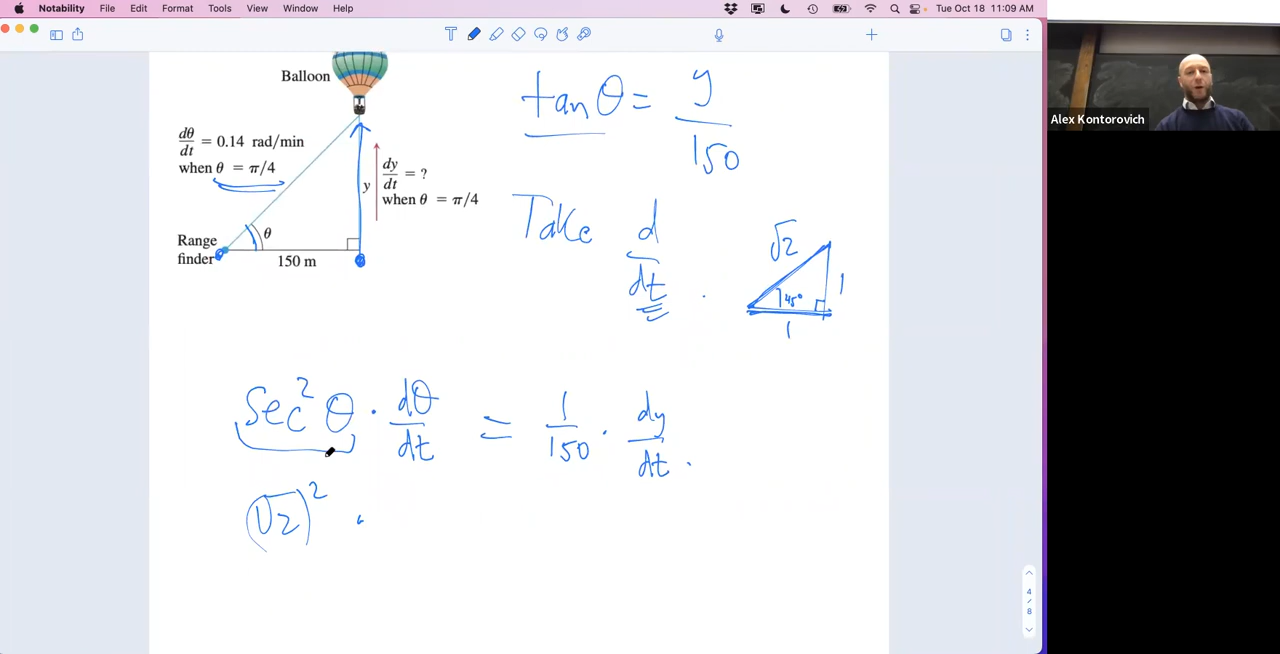 Notability File Edit Format Tools View Window Help Tue Oct 18 11:09 AM
Balloon
tan θ = y/150
dθ/dt = 0.14 rad/min
when θ = π/4
y
dy/dt = ?
when θ = π/4
θ
Range
finder
150 m
Take d/dt .
√2
1
45°
1
Alex Kontorovich
sec² θ · dθ/dt = 1/150 · dy/dt .
(√2)² ·
4
/
8